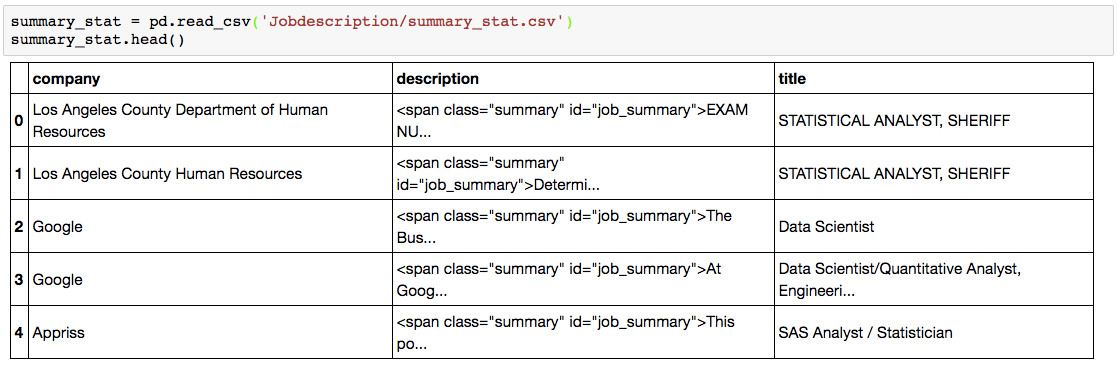 summary_stat = pd.read_csv('Jobdescription/summary_stat.csv')
summary_stat.head()
company description title
0 Los Angeles County Department of Human Resources <span class="summary" id="job_summary">EXAM NU... STATISTICAL ANALYST, SHERIFF
1 Los Angeles County Human Resources <span class="summary" id="job_summary">Determi... STATISTICAL ANALYST, SHERIFF
2 Google <span class="summary" id="job_summary">The Bus... Data Scientist
3 Google <span class="summary" id="job_summary">At Goog... Data Scientist/Quantitative Analyst, Engineeri...
4 Appriss <span class="summary" id="job_summary">This po... SAS Analyst / Statistician